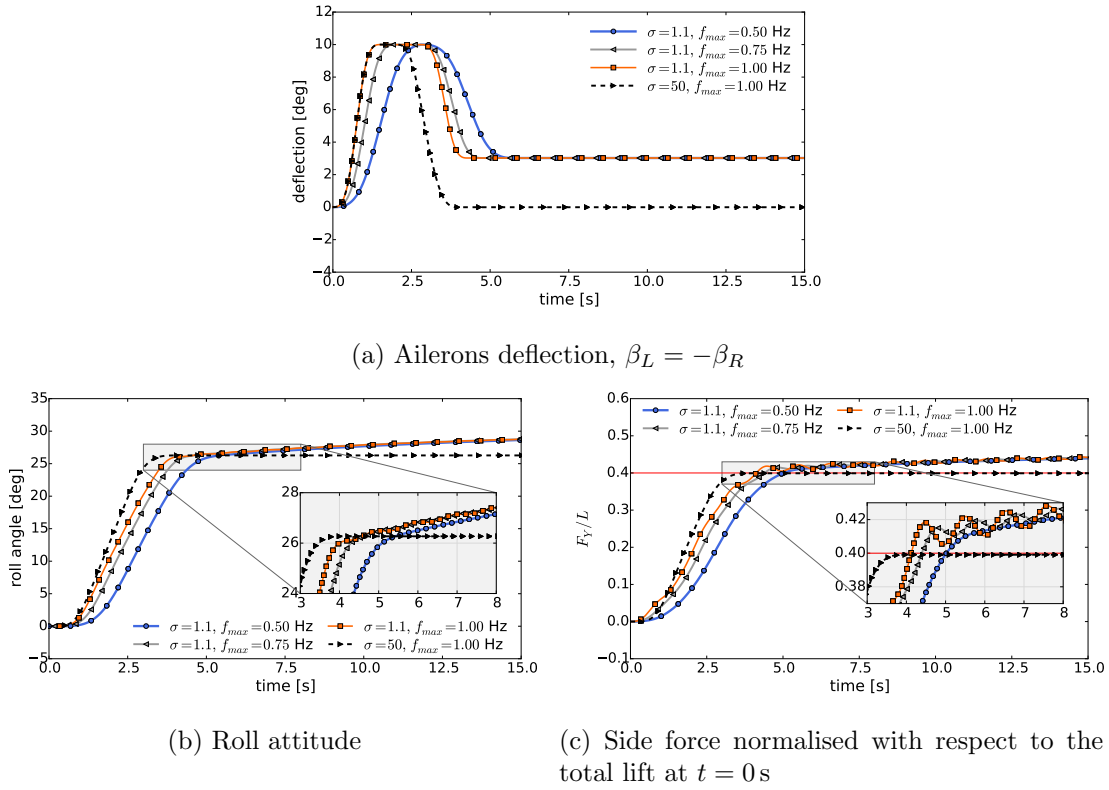 12
10
8
6
4
2
0
−2
−4
deflection [deg]
σ=1.1, f_max=0.50 Hz
σ=1.1, f_max=0.75 Hz
σ=1.1, f_max=1.00 Hz
σ=50, f_max=1.00 Hz
0.0 2.5 5.0 7.5 10.0 12.5 15.0
time [s]
(a) Ailerons deflection, β_L = −β_R
35
30
25
20
15
10
5
0
−5
roll angle [deg]
28
26
24
3 4 5 6 7 8
σ=1.1, f_max=0.50 Hz σ=1.1, f_max=1.00 Hz
σ=1.1, f_max=0.75 Hz σ=50, f_max=1.00 Hz
0.0 2.5 5.0 7.5 10.0 12.5 15.0
time [s]
(b) Roll attitude
0.6
0.5
0.4
0.3
0.2
0.1
0.0
−0.1
F_Y/L
σ=1.1, f_max=0.50 Hz σ=1.1, f_max=1.00 Hz
σ=1.1, f_max=0.75 Hz σ=50, f_max=1.00 Hz
0.42
0.40
0.38
3 4 5 6 7 8
0.0 2.5 5.0 7.5 10.0 12.5 15.0
time [s]
(c) Side force normalised with respect to the
total lift at t = 0 s